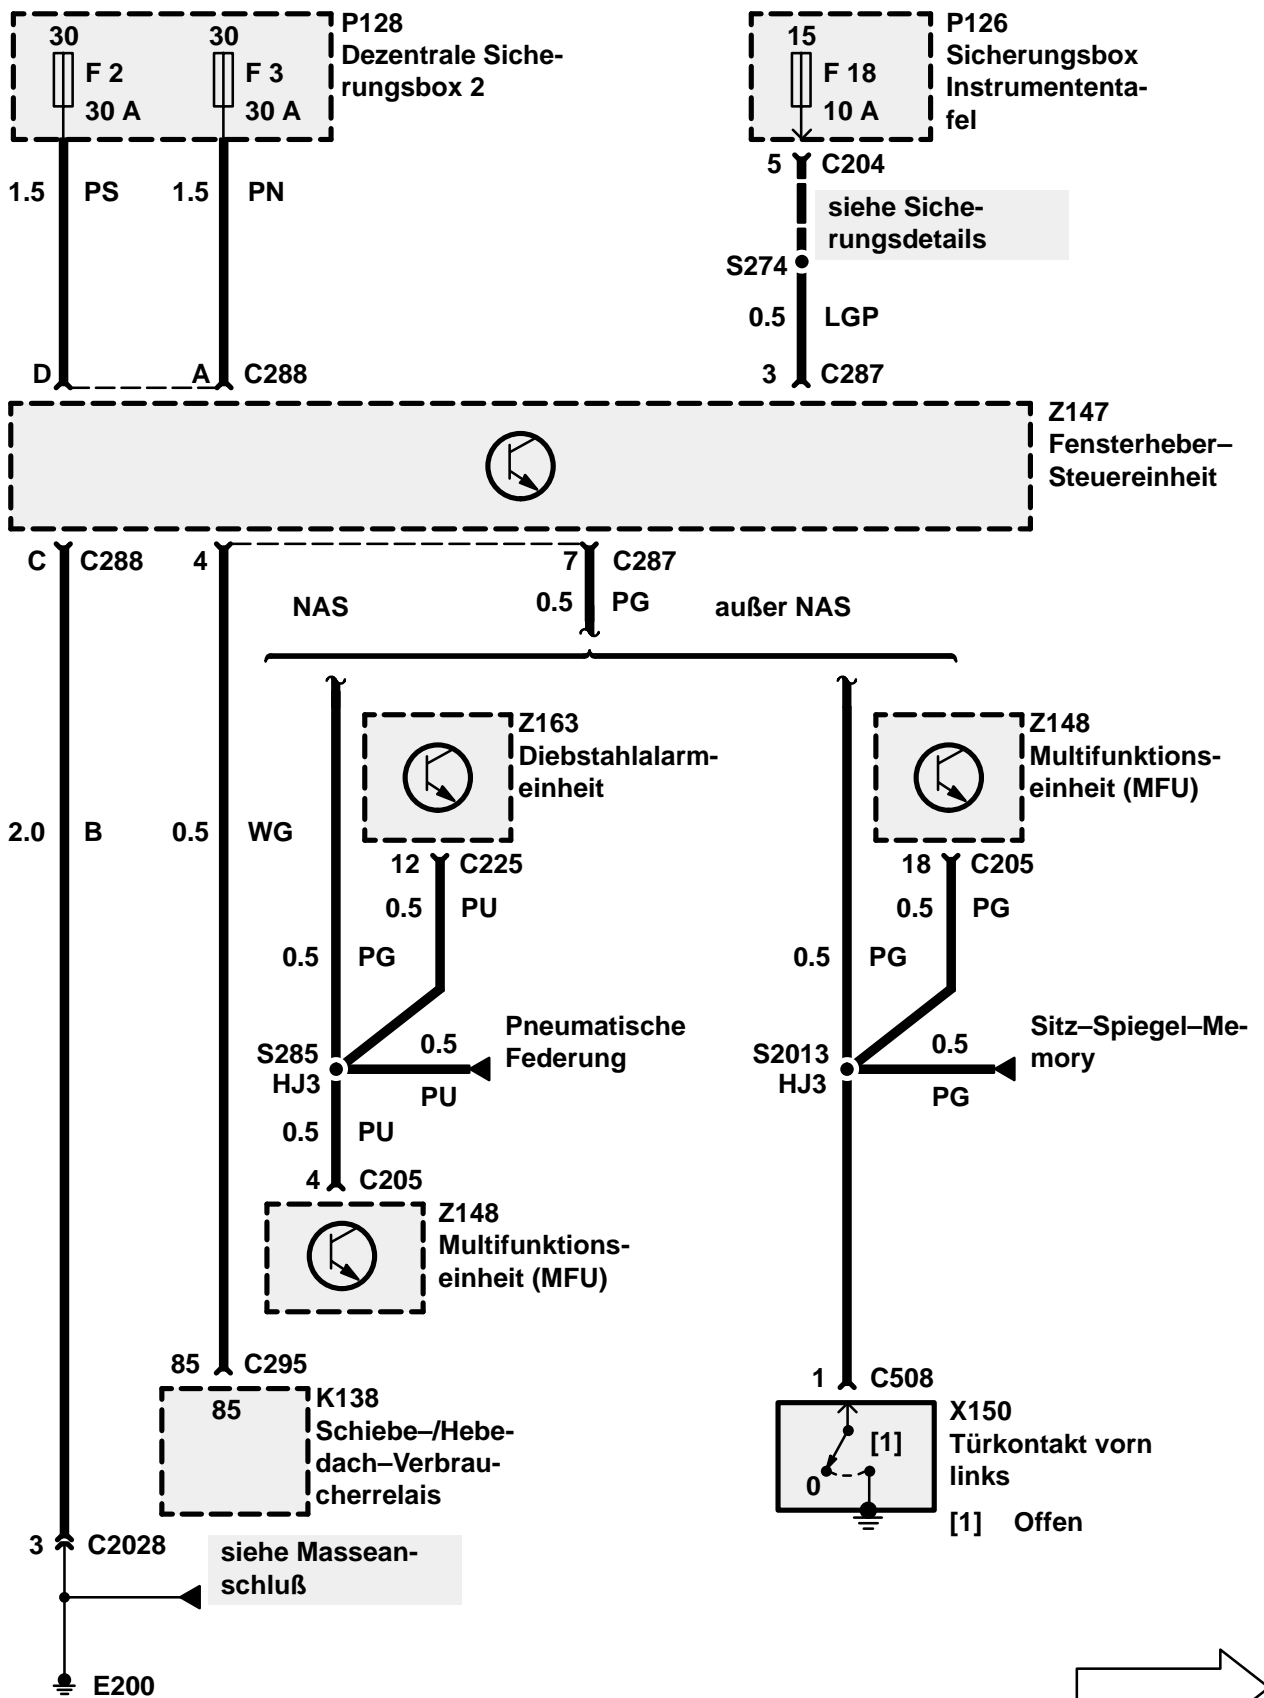 30
F 2
30 A
30
F 3
30 A
P128
Dezentrale Siche-
rungsbox 2
15
F 18
10 A
P126
Sicherungsbox
Instrumententa-
fel
5
C204
1.5
PS
1.5
PN
siehe Siche-
rungsdetails
S274
0.5
LGP
D
A
C288
3
C287
Z147
Fensterheber–
Steuereinheit
C
C288
4
7
C287
NAS
0.5
PG
außer NAS
Z163
Diebstahlalarm-
einheit
Z148
Multifunktions-
einheit (MFU)
2.0
B
0.5
WG
12
C225
18
C205
0.5
PU
0.5
PG
0.5
PG
0.5
PG
S285
HJ3
0.5
PU
Pneumatische
Federung
S2013
HJ3
0.5
PG
Sitz–Spiegel–Me-
mory
0.5
PU
4
C205
Z148
Multifunktions-
einheit (MFU)
85
C295
85
K138
Schiebe–/Hebe-
dach–Verbrau-
cherrelais
1
C508
[1]
0
X150
Türkontakt vorn
links
[1] Offen
3
C2028
siehe Massean-
schluß
E200